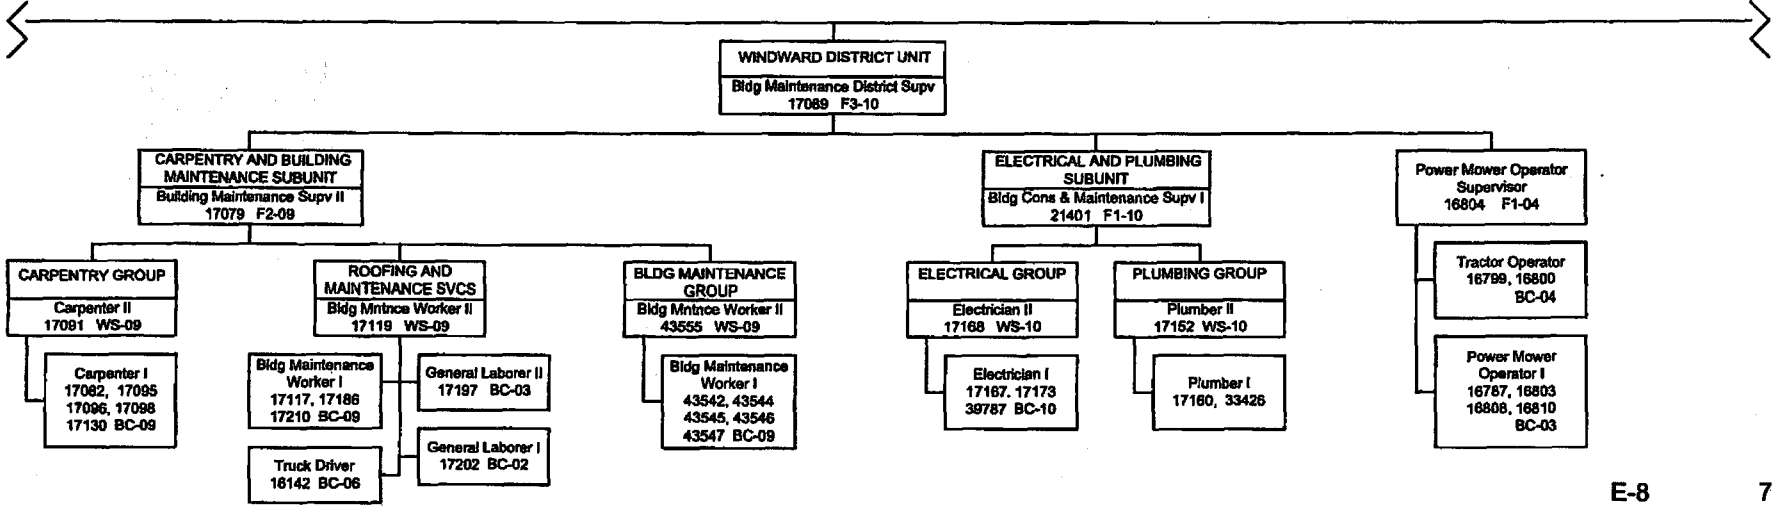 WINDWARD DISTRICT UNIT
Bldg Maintenance District Supv
17089 F3-10
CARPENTRY AND BUILDING
MAINTENANCE SUBUNIT
Building Maintenance Supv II
17079 F2-09
ELECTRICAL AND PLUMBING
SUBUNIT
Bldg Cons & Maintenance Supv I
21401 F1-10
Power Mower Operator
Supervisor
16804 F1-04
CARPENTRY GROUP
Carpenter II
17091 WS-09
Carpenter I
17082, 17095
17096, 17098
17130 BC-09
ROOFING AND
MAINTENANCE SVCS
Bldg Mntnce Worker II
17119 WS-09
Bldg Maintenance
Worker I
17117, 17186
17210 BC-09
General Laborer II
17197 BC-03
Truck Driver
16142 BC-06
General Laborer I
17202 BC-02
BLDG MAINTENANCE
GROUP
Bldg Mntnce Worker II
43555 WS-09
Bldg Maintenance
Worker I
43542, 43544
43545, 43546
43547 BC-09
ELECTRICAL GROUP
Electrician II
17168 WS-10
Electrician I
17167. 17173
39787 BC-10
PLUMBING GROUP
Plumber II
17152 WS-10
Plumber I
17160, 33426
Tractor Operator
16799, 16800
BC-04
Power Mower
Operator I
16787, 16803
16808, 16810
BC-03
E-8 7